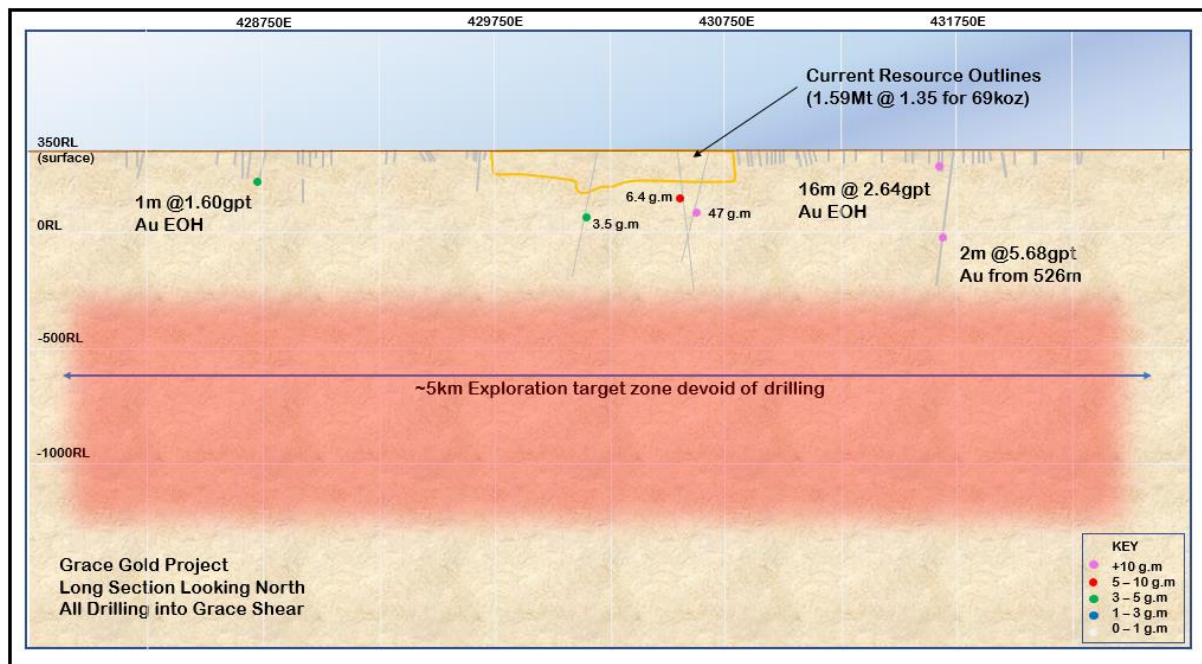 428750E
429750E
430750E
431750E
Current Resource Outlines
(1.59Mt @ 1.35 for 69koz)
350RL
(surface)
1m @1.60gpt
Au EOH
6.4 g.m
47 g.m
16m @ 2.64gpt
Au EOH
3.5 g.m
0RL
2m @5.68gpt
Au from 526m
-500RL
~5km Exploration target zone devoid of drilling
-1000RL
Grace Gold Project
Long Section Looking North
All Drilling into Grace Shear
KEY
+10 g.m
5 – 10 g.m
3 – 5 g.m
1 – 3 g.m
0 – 1 g.m